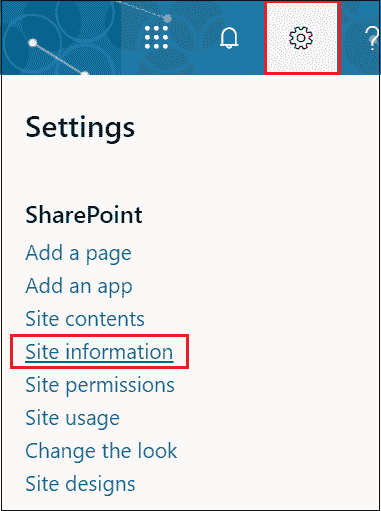 Settings
SharePoint
Add a page
Add an app
Site contents
Site information
Site permissions
Site usage
Change the look
Site designs